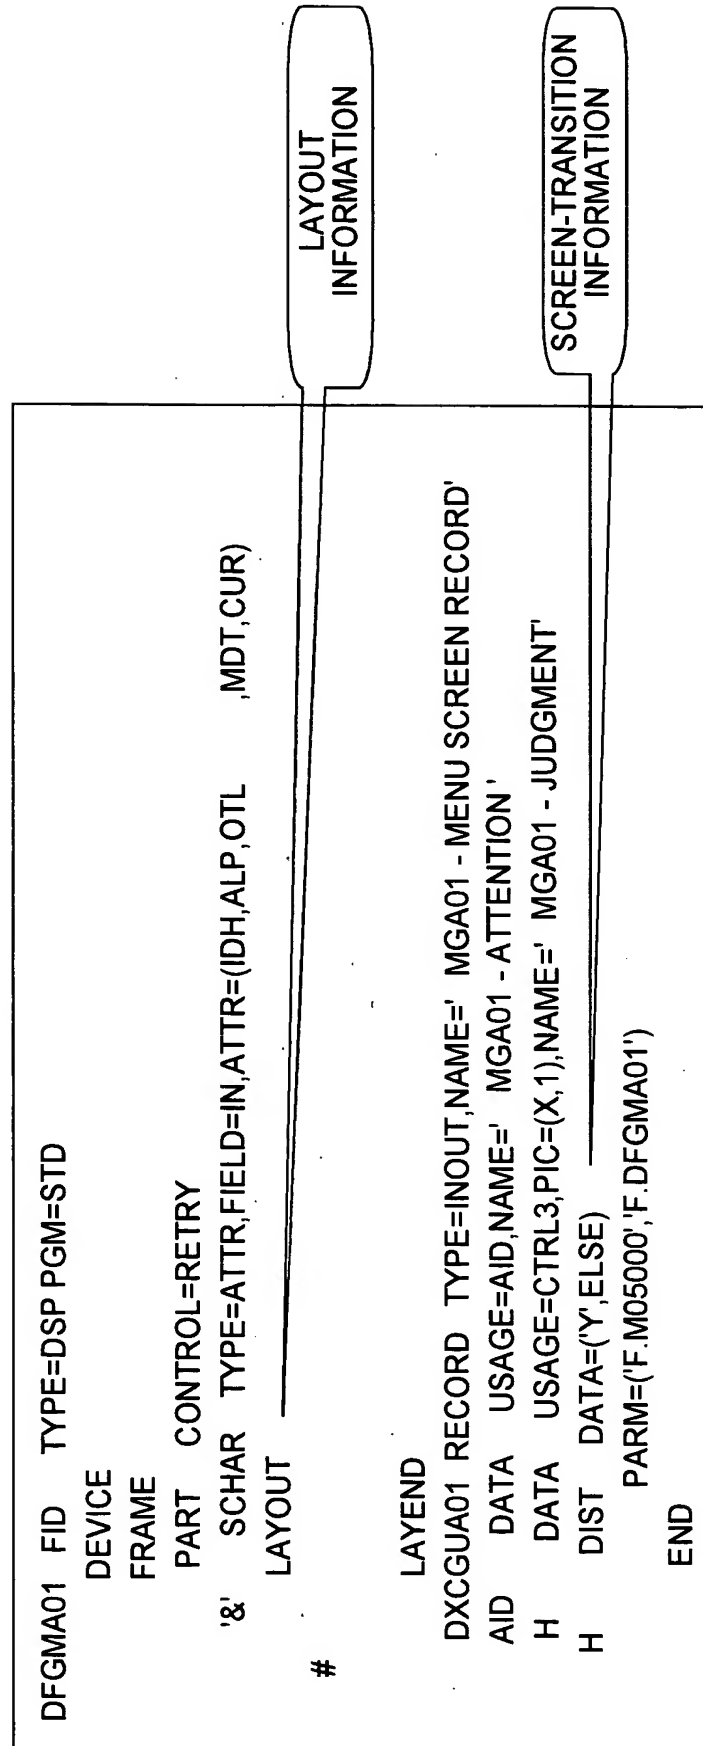 DFGMA01 FID TYPE=DSP PGM=STD
DEVICE
FRAME
PART CONTROL=RETRY
'&' SCHAR TYPE=ATTR,FIELD=IN,ATTR=(IDH,ALP,OTL ,MDT,CUR)
LAYOUT
#
LAYEND
DXCGUA01 RECORD TYPE=INOUT,NAME=' MGA01 - MENU SCREEN RECORD'
AID DATA USAGE=AID,NAME=' MGA01 - ATTENTION '
H DATA USAGE=CTRL3,PIC=(X,1),NAME=' MGA01 - JUDGMENT'
H DIST DATA=('Y',ELSE)
PARM=('F.M05000','F.DFGMA01')
END
LAYOUT
INFORMATION
SCREEN-TRANSITION
INFORMATION